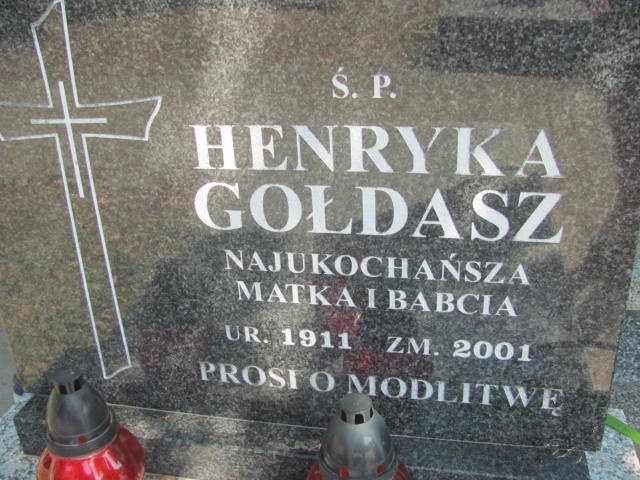 Ś. P.
HENRYKA
GOŁDASZ
NAJUKOCHAŃSZA
MATKA I BABCIA
UR. 1911 ZM. 2001
PROSI O MODLITWĘ